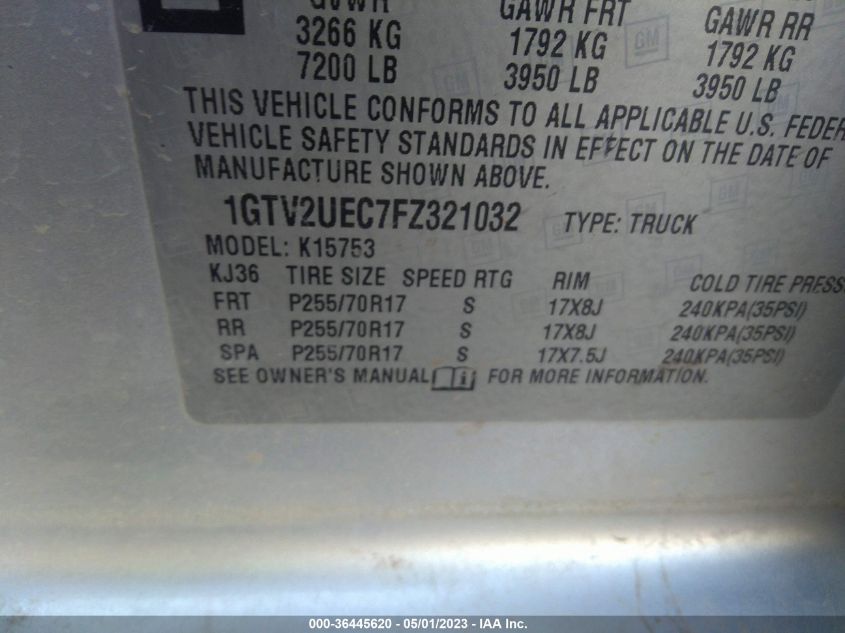 GVWR GAWR FRT GAWR RR
3266 KG 1792 KG 1792 KG
7200 LB 3950 LB 3950 LB
THIS VEHICLE CONFORMS TO ALL APPLICABLE U.S. FEDER
VEHICLE SAFETY STANDARDS IN EFFECT ON THE DATE OF
MANUFACTURE SHOWN ABOVE.
1GTV2UEC7FZ321032 TYPE: TRUCK
MODEL: K15753
KJ36 TIRE SIZE SPEED RTG RIM COLD TIRE PRESS
FRT P255/70R17 S 17X8J 240KPA(35PSI)
RR P255/70R17 S 17X8J 240KPA(35PSI)
SPA P255/70R17 S 17X7.5J 240KPA(35PSI)
SEE OWNER'S MANUAL i FOR MORE INFORMATION.
GM
000-36445620 - 05/01/2023 - IAA Inc.